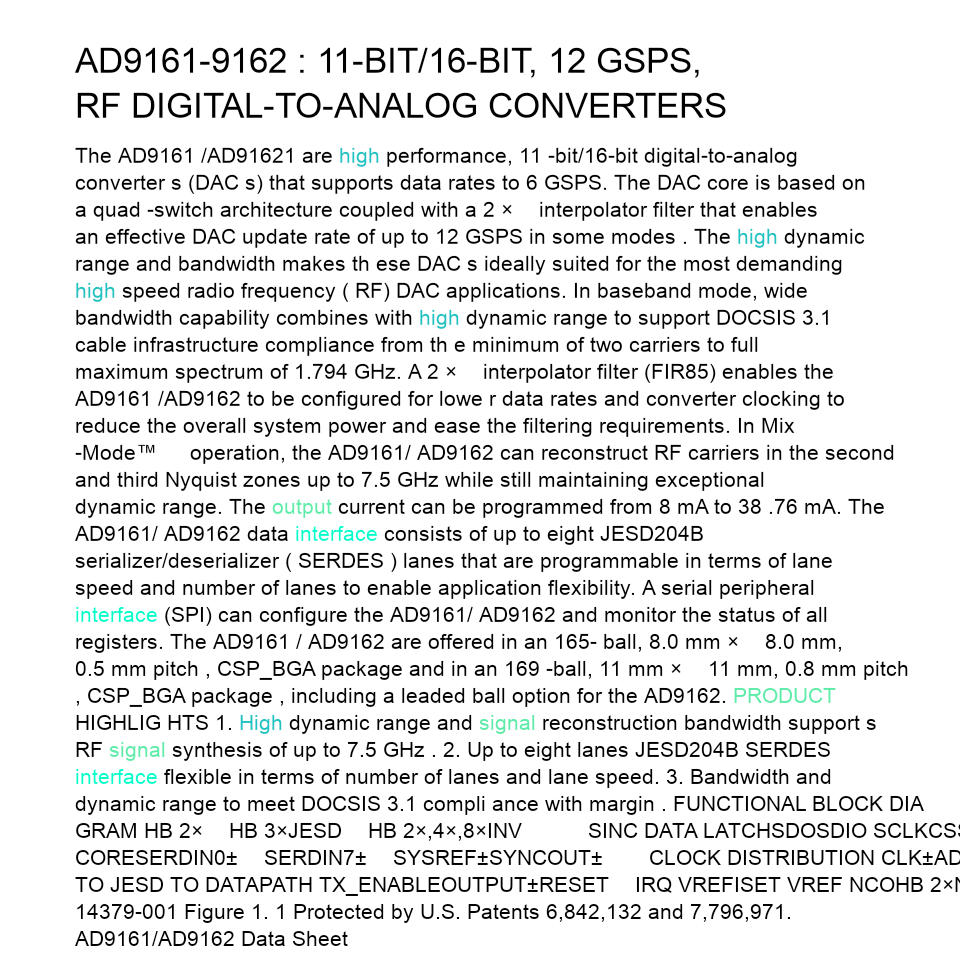 AD9161-9162 : 11-BIT/16-BIT, 12 GSPS,
RF DIGITAL-TO-ANALOG CONVERTERS
The AD9161 /AD91621 are high performance, 11 -bit/16-bit digital-to-analog
converter s (DAC s) that supports data rates to 6 GSPS. The DAC core is based on
a quad -switch architecture coupled with a 2 × interpolator filter that enables
an effective DAC update rate of up to 12 GSPS in some modes . The high dynamic
range and bandwidth makes th ese DAC s ideally suited for the most demanding
high speed radio frequency ( RF) DAC applications. In baseband mode, wide
bandwidth capability combines with high dynamic range to support DOCSIS 3.1
cable infrastructure compliance from th e minimum of two carriers to full
maximum spectrum of 1.794 GHz. A 2 × interpolator filter (FIR85) enables the
AD9161 /AD9162 to be configured for lowe r data rates and converter clocking to
reduce the overall system power and ease the filtering requirements. In Mix
-Mode™ operation, the AD9161/ AD9162 can reconstruct RF carriers in the second
and third Nyquist zones up to 7.5 GHz while still maintaining exceptional
dynamic range. The output current can be programmed from 8 mA to 38 .76 mA. The
AD9161/ AD9162 data interface consists of up to eight JESD204B
serializer/deserializer ( SERDES ) lanes that are programmable in terms of lane
speed and number of lanes to enable application flexibility. A serial peripheral
interface (SPI) can configure the AD9161/ AD9162 and monitor the status of all
registers. The AD9161 / AD9162 are offered in an 165- ball, 8.0 mm × 8.0 mm,
0.5 mm pitch , CSP_BGA package and in an 169 -ball, 11 mm × 11 mm, 0.8 mm pitch
, CSP_BGA package , including a leaded ball option for the AD9162. PRODUCT
HIGHLIG HTS 1. High dynamic range and signal reconstruction bandwidth support s
RF signal synthesis of up to 7.5 GHz . 2. Up to eight lanes JESD204B SERDES
interface flexible in terms of number of lanes and lane speed. 3. Bandwidth and
dynamic range to meet DOCSIS 3.1 compli ance with margin . FUNCTIONAL BLOCK DIA
GRAM HB 2× HB 3×JESD HB 2×,4×,8×INV SINC DATA LATCHSDOSDIO SCLKCS
CORESERDIN0± SERDIN7± SYSREF±SYNCOUT± CLOCK DISTRIBUTION CLK±AD
TO JESD TO DATAPATH TX_ENABLEOUTPUT±RESET IRQ VREFISET VREF NCOHB 2×
14379-001 Figure 1. 1 Protected by U.S. Patents 6,842,132 and 7,796,971.
AD9161/AD9162 Data Sheet